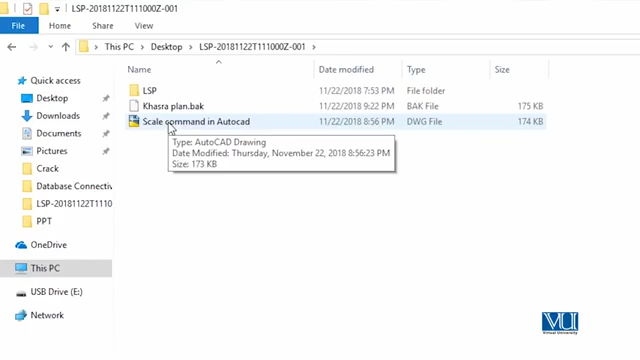 LSP-20181122T111000Z-001
File Home Share View
This PC Desktop LSP-20181122T111000Z-001
Name Date modified Type Size
Quick access
Desktop
Downloads
Documents
Pictures
Crack
Database Connectiv
LSP-20181122T1110
PPT
OneDrive
This PC
USB Drive (E:)
Network
LSP 11/22/2018 7:53 PM File folder
Khasra plan.bak 11/22/2018 9:22 PM BAK File 175 KB
Scale command in Autocad 11/22/2018 8:56 PM DWG File 174 KB
Type: AutoCAD Drawing
Date Modified: Thursday, November 22, 2018 8:56:23 PM
Size: 173 KB
VU
Virtual University